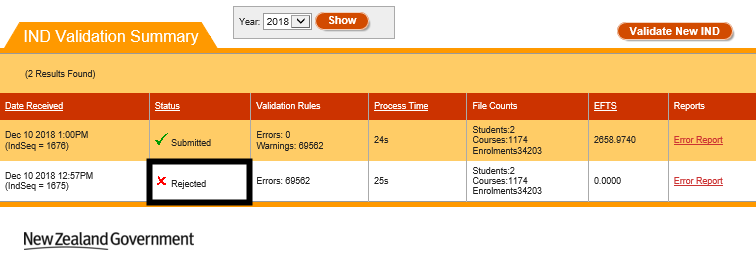 Year: 2018 Show
IND Validation Summary
Validate New IND
(2 Results Found)
Date Received Status Validation Rules Process Time File Counts EFTS Reports
Dec 10 2018 1:00PM
(IndSeq = 1676)
Submitted
Errors: 0
Warnings: 69562
24s
Students:2
Courses:1174
Enrolments34203
2658.9740
Error Report
Dec 10 2018 12:57PM
(IndSeq = 1675)
Rejected
Errors: 69562
25s
Students:2
Courses:1174
Enrolments34203
0.0000
Error Report
New Zealand Government